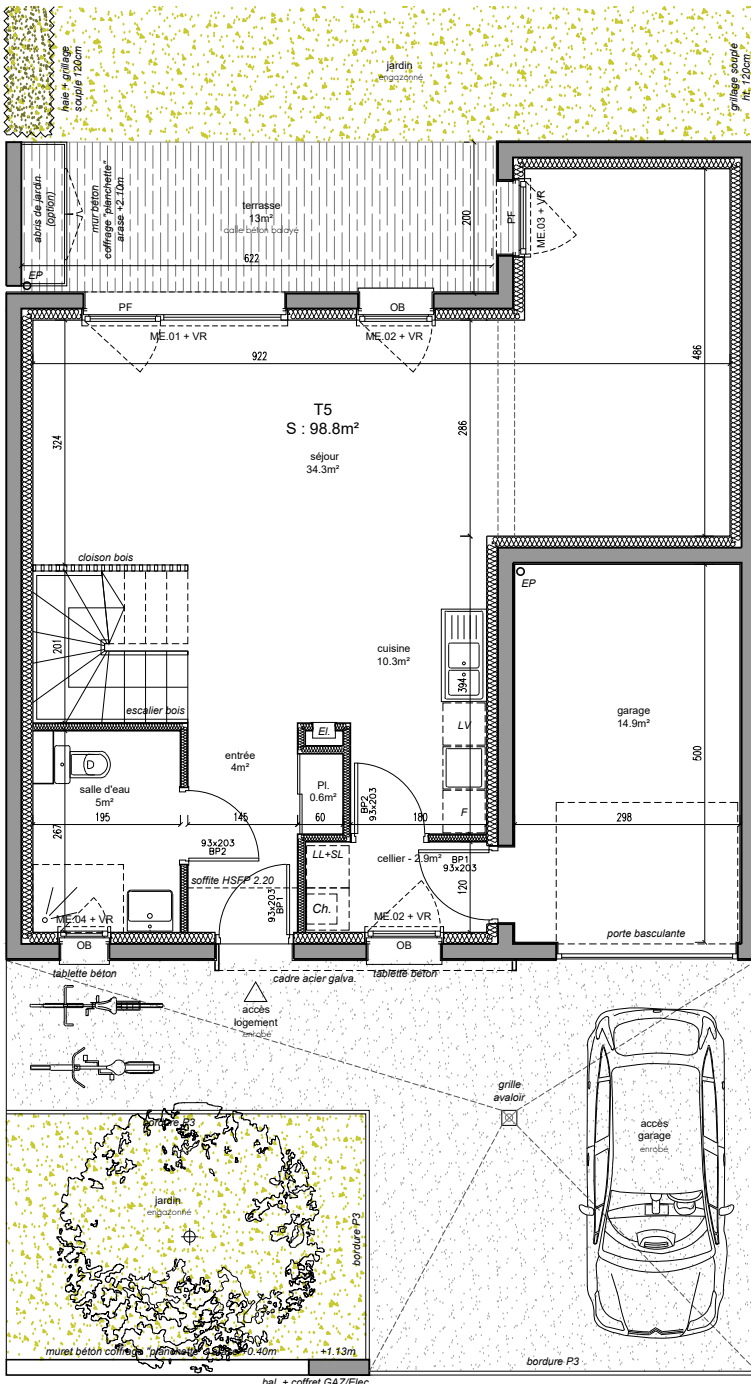 haie + grillage
souple 120cm
jardin
engazonné
grillage souple
ht. 120cm
abris de jardin
(option)
mur béton
coffrage "planchette"
arase +2.10m
terrasse
13m²
calle béton balayé
200
622
EP
PF
ME.03 + VR
PF
OB
ME.01 + VR
ME.02 + VR
922
486
T5
S : 98.8m²
séjour
34.3m²
324
286
cloison bois
EP
201
cuisine
10.3m²
394
escalier bois
LV
garage
14.9m²
500
El.
entrée
4m²
salle d'eau
5m²
Pl.
0.6m²
F
BP2
93x203
195
145
60
180
298
267
93x203
BP2
LL+SL
cellier - 2.9m²
BP1
93x203
soffite HSFP 2.20
120
93x203
BP1
Ch.
ME.04 + VR
ME.02 + VR
porte basculante
OB
OB
tablette béton
tablette béton
cadre acier galva.
accès
logement
enrobé
grille
avaloir
accès
garage
enrobé
bordure P3
jardin
engazonné
bordure P3
muret béton coffrage "planchette"
+0.40m
+1.13m
bordure P3
bal. + coffret GAZ/Elec